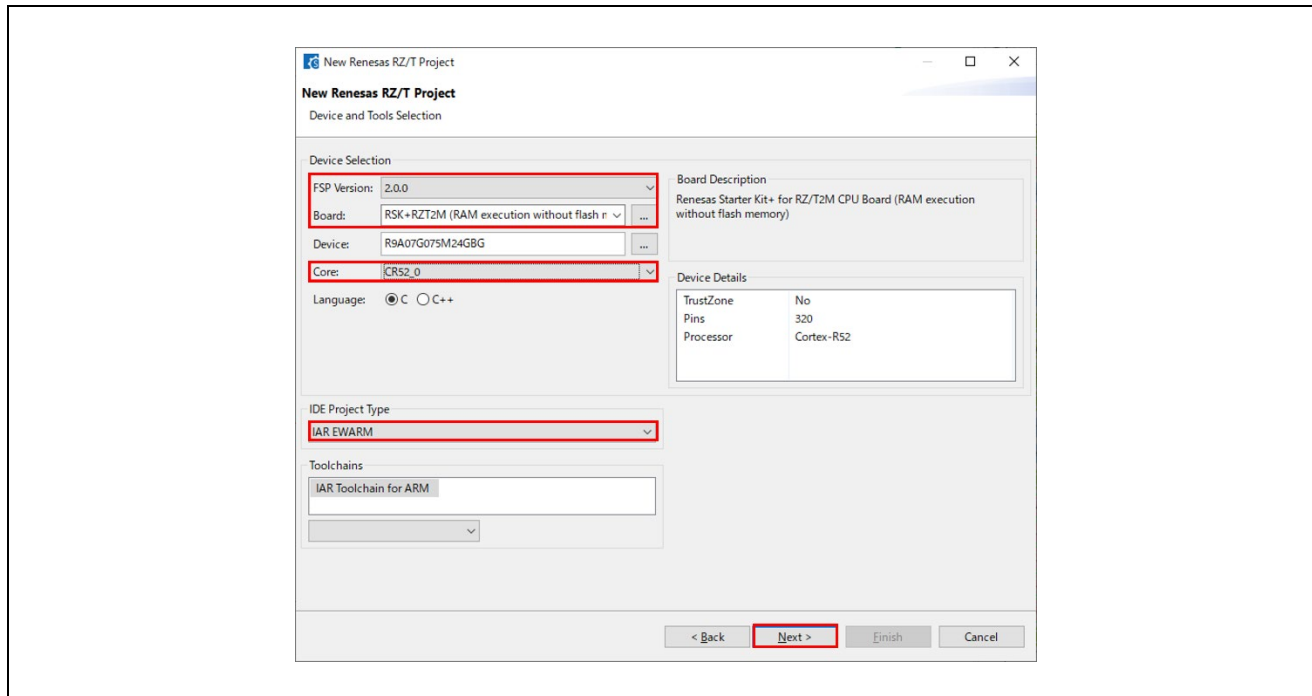 New Renesas RZ/T Project
New Renesas RZ/T Project
Device and Tools Selection
Device Selection
FSP Version: 2.0.0
Board: RSK+RZT2M (RAM execution without flash ...
Device: R9A07G075M24GBG ...
Core: CR52_0
Language: C C++
Board Description
Renesas Starter Kit+ for RZ/T2M CPU Board (RAM execution
without flash memory)
Device Details
TrustZone No
Pins 320
Processor Cortex-R52
IDE Project Type
IAR EWARM
Toolchains
IAR Toolchain for ARM
< Back Next > Finish Cancel